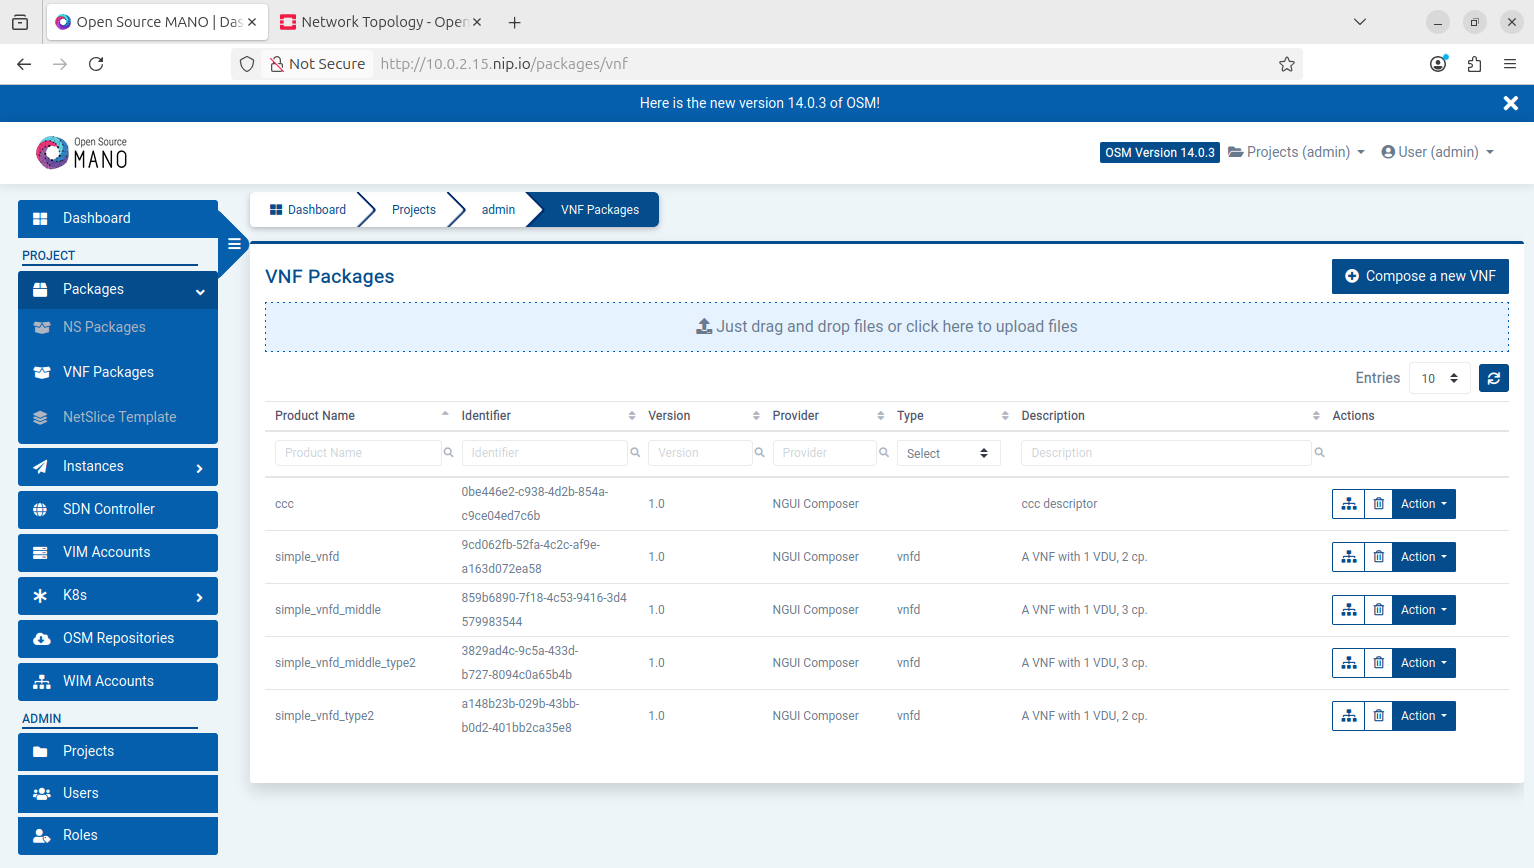 Open Source MANO | Das
Network Topology - Open
Not Secure http://10.0.2.15.nip.io/packages/vnf
Here is the new version 14.0.3 of OSM!
Open Source
MANO
OSM Version 14.0.3 Projects (admin) User (admin)
Dashboard Projects admin VNF Packages
Dashboard
PROJECT
Packages
NS Packages
VNF Packages
NetSlice Template
Instances
SDN Controller
VIM Accounts
K8s
OSM Repositories
WIM Accounts
ADMIN
Projects
Users
Roles
VNF Packages
Compose a new VNF
Just drag and drop files or click here to upload files
Entries 10
Product Name Identifier Version Provider Type Description Actions
Product Name Identifier Version Provider Select Description
ccc 0be446e2-c938-4d2b-854a-
c9ce04ed7c6b 1.0 NGUI Composer ccc descriptor Action
simple_vnfd 9cd062fb-52fa-4c2c-af9e-
a163d072ea58 1.0 NGUI Composer vnfd A VNF with 1 VDU, 2 cp. Action
simple_vnfd_middle 859b6890-7f18-4c53-9416-3d4
579983544 1.0 NGUI Composer vnfd A VNF with 1 VDU, 3 cp. Action
simple_vnfd_middle_type2 3829ad4c-9c5a-433d-
b727-8094c0a65b4b 1.0 NGUI Composer vnfd A VNF with 1 VDU, 3 cp. Action
simple_vnfd_type2 a148b23b-029b-43bb-
b0d2-401bb2ca35e8 1.0 NGUI Composer vnfd A VNF with 1 VDU, 2 cp. Action